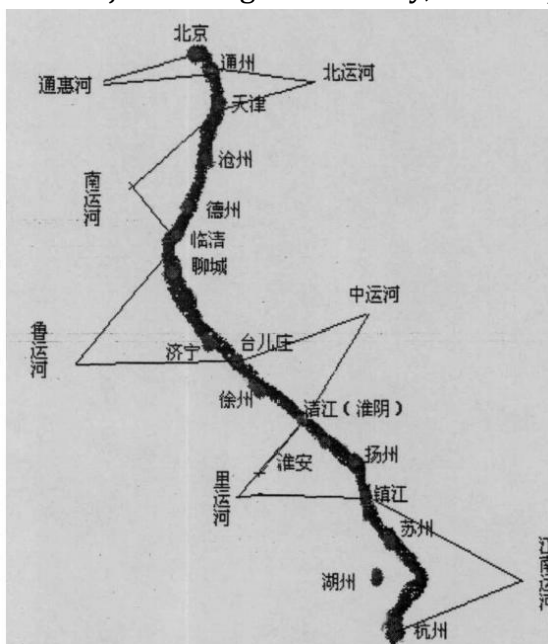 北京
通州
通惠河
北运河
天津
沧州
南运河
德州
临清
聊城
中运河
鲁运河
济宁
台儿庄
徐州
清江（淮阴）
淮安
扬州
里运河
镇江
苏州
江南运河
湖州
杭州